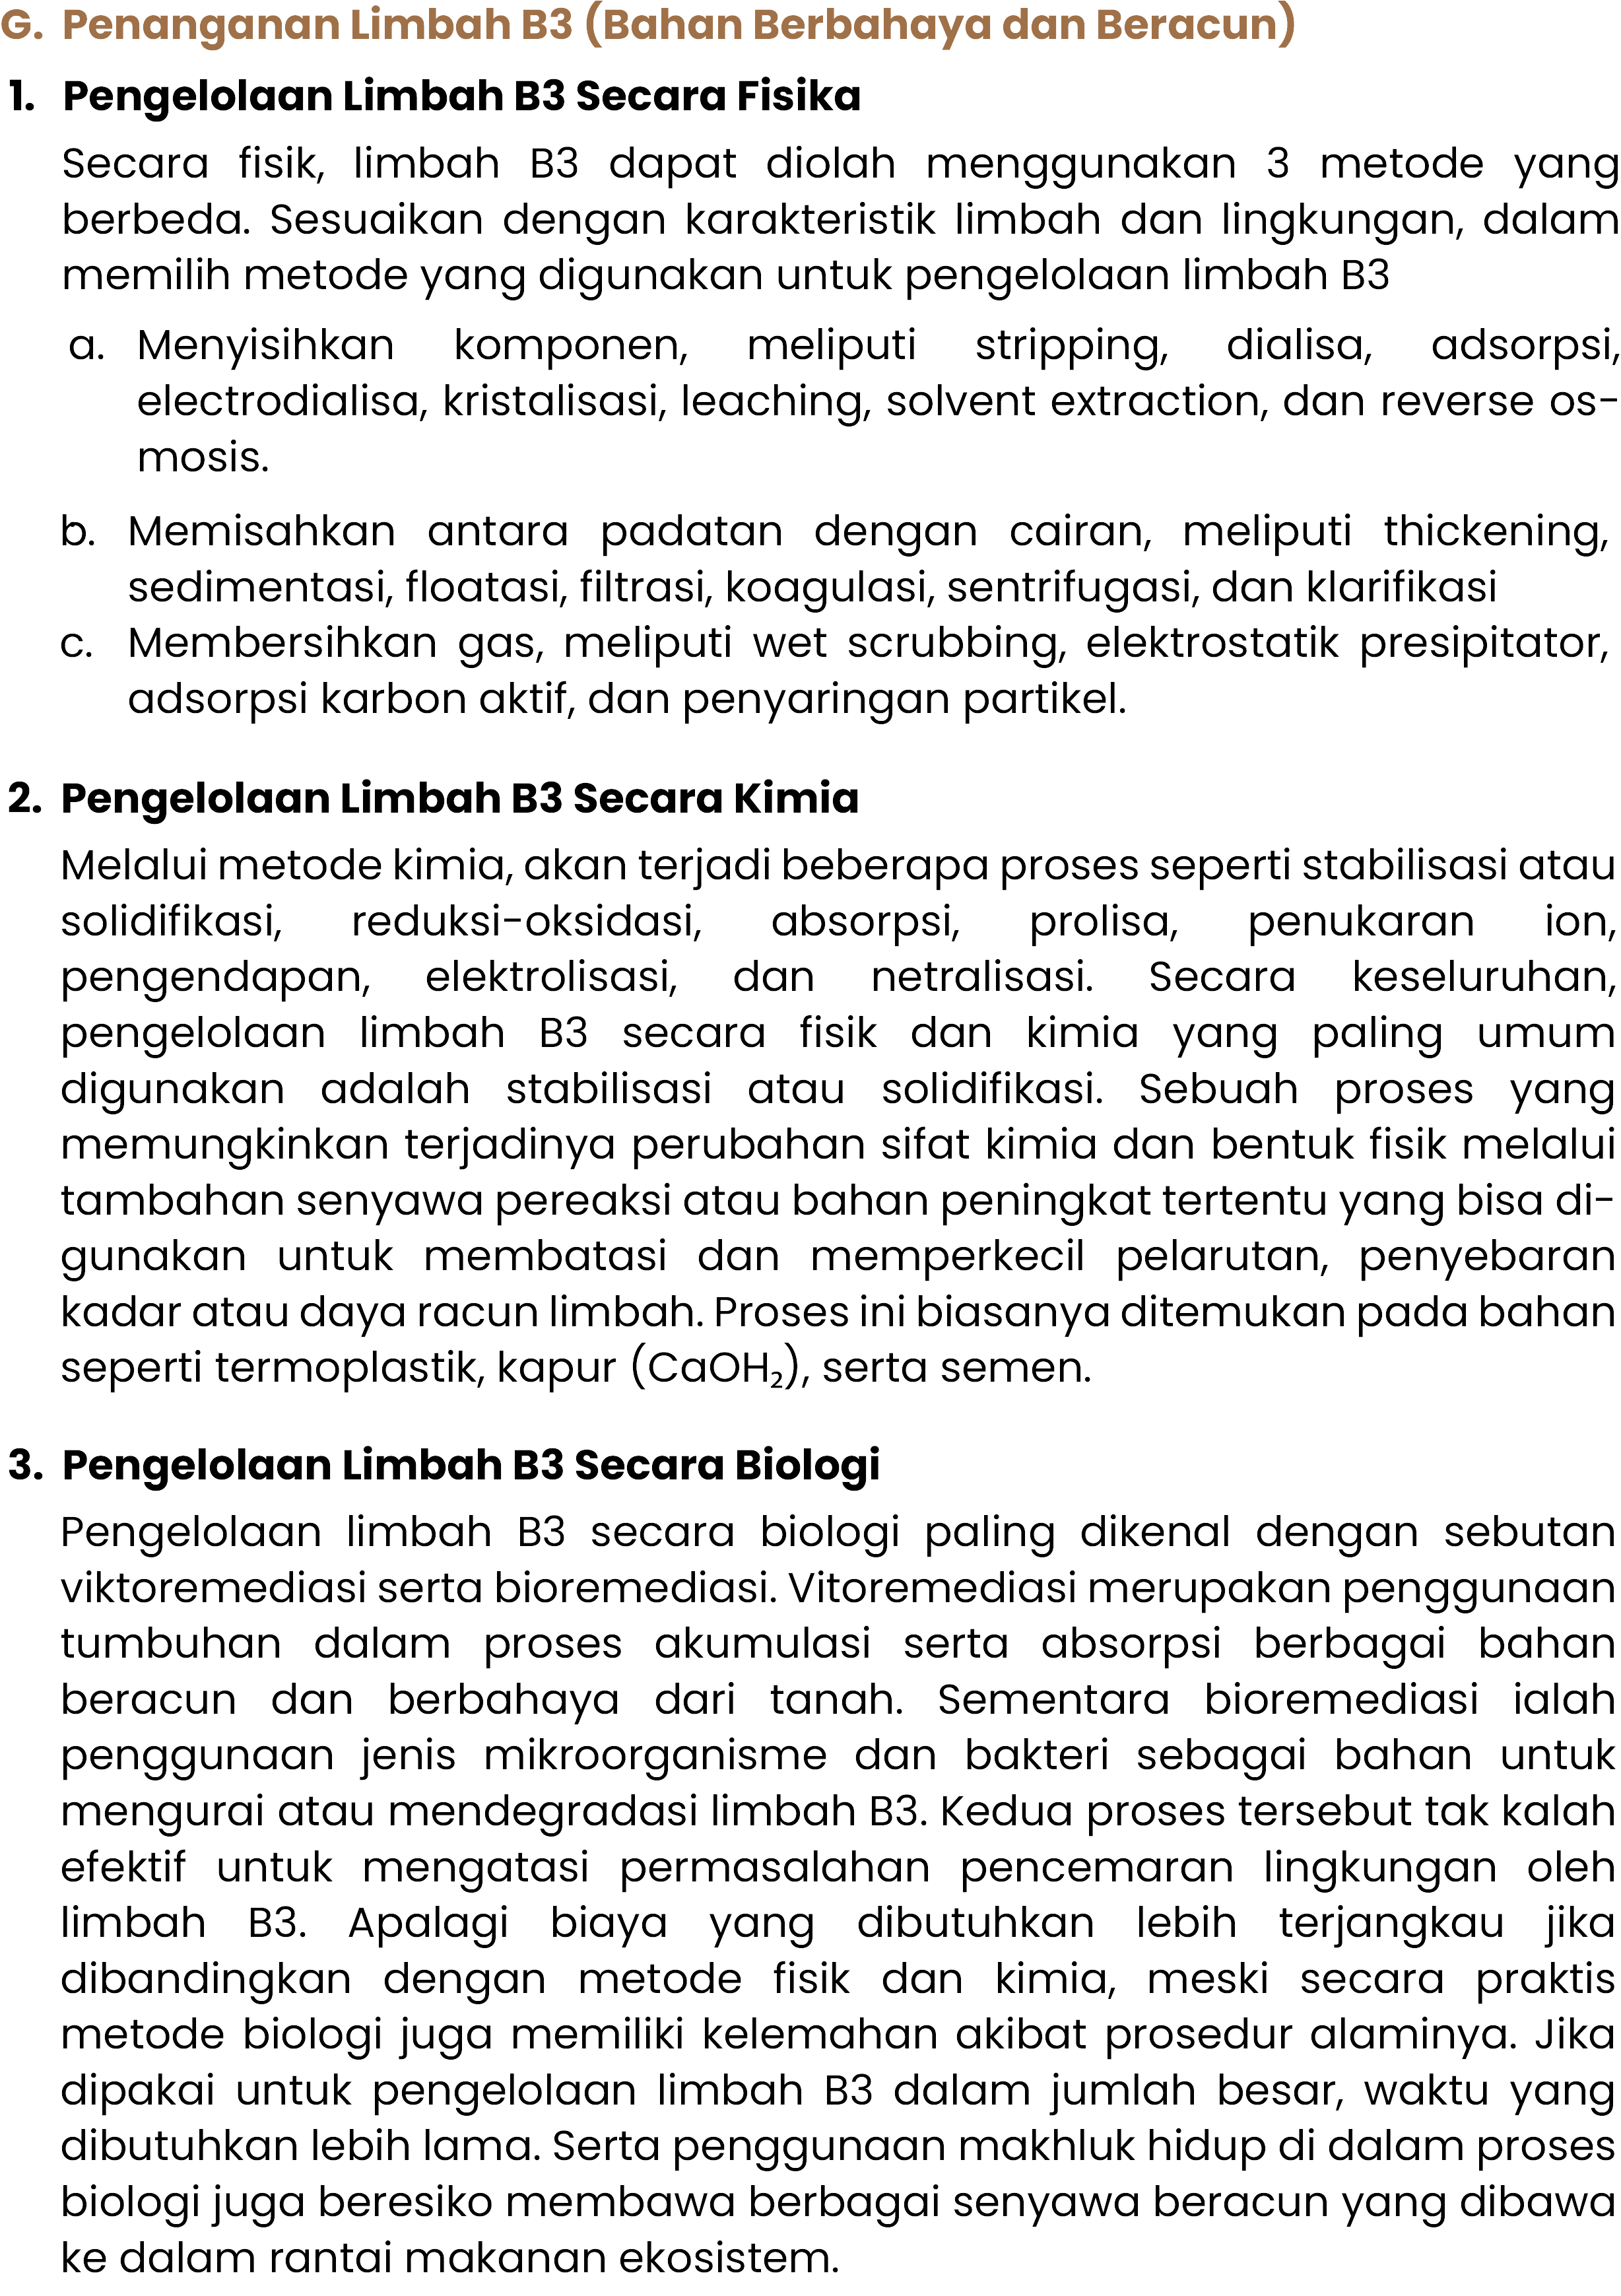 G. Penanganan Limbah B3 (Bahan Berbahaya dan Beracun)
1. Pengelolaan Limbah B3 Secara Fisika
Secara fisik, limbah B3 dapat diolah menggunakan 3 metode yang
berbeda. Sesuaikan dengan karakteristik limbah dan lingkungan, dalam
memilih metode yang digunakan untuk pengelolaan limbah B3
a. Menyisihkan komponen, meliputi stripping, dialisa, adsorpsi,
electrodialisa, kristalisasi, leaching, solvent extraction, dan reverse os-
mosis.
b. Memisahkan antara padatan dengan cairan, meliputi thickening,
sedimentasi, floatasi, filtrasi, koagulasi, sentrifugasi, dan klarifikasi
c. Membersihkan gas, meliputi wet scrubbing, elektrostatik presipitator,
adsorpsi karbon aktif, dan penyaringan partikel.
2. Pengelolaan Limbah B3 Secara Kimia
Melalui metode kimia, akan terjadi beberapa proses seperti stabilisasi atau
solidifikasi, reduksi-oksidasi, absorpsi, prolisa, penukaran ion,
pengendapan, elektrolisasi, dan netralisasi. Secara keseluruhan,
pengelolaan limbah B3 secara fisik dan kimia yang paling umum
digunakan adalah stabilisasi atau solidifikasi. Sebuah proses yang
memungkinkan terjadinya perubahan sifat kimia dan bentuk fisik melalui
tambahan senyawa pereaksi atau bahan peningkat tertentu yang bisa di-
gunakan untuk membatasi dan memperkecil pelarutan, penyebaran
kadar atau daya racun limbah. Proses ini biasanya ditemukan pada bahan
seperti termoplastik, kapur (CaOH₂), serta semen.
3. Pengelolaan Limbah B3 Secara Biologi
Pengelolaan limbah B3 secara biologi paling dikenal dengan sebutan
viktoremediasi serta bioremediasi. Vitoremediasi merupakan penggunaan
tumbuhan dalam proses akumulasi serta absorpsi berbagai bahan
beracun dan berbahaya dari tanah. Sementara bioremediasi ialah
penggunaan jenis mikroorganisme dan bakteri sebagai bahan untuk
mengurai atau mendegradasi limbah B3. Kedua proses tersebut tak kalah
efektif untuk mengatasi permasalahan pencemaran lingkungan oleh
limbah B3. Apalagi biaya yang dibutuhkan lebih terjangkau jika
dibandingkan dengan metode fisik dan kimia, meski secara praktis
metode biologi juga memiliki kelemahan akibat prosedur alaminya. Jika
dipakai untuk pengelolaan limbah B3 dalam jumlah besar, waktu yang
dibutuhkan lebih lama. Serta penggunaan makhluk hidup di dalam proses
biologi juga beresiko membawa berbagai senyawa beracun yang dibawa
ke dalam rantai makanan ekosistem.